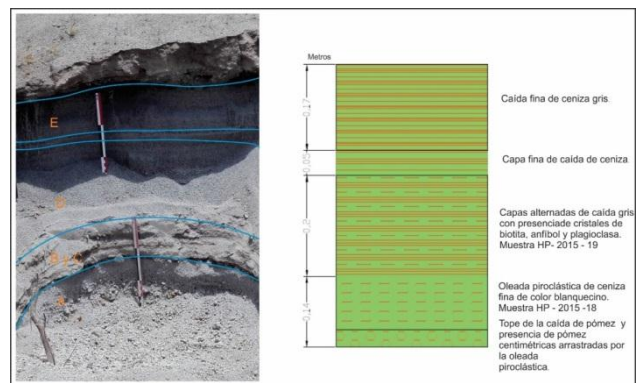 Metros
E
D
B y C
A
0,17
0,05
0,2
0,14
Caída fina de ceniza gris
Capa fina de caída de ceniza
Capas alternadas de caída gris
con presenciade cristales de
biotita, anfíbol y plagioclasa.
Muestra HP- 2015 - 19
Oleada piroclástica de ceniza
fina de color blanquecino.
Muestra HP - 2015 -18
Tope de la caída de pómez y
presencia de pómez
centimétricas arrastradas por
la oleada
piroclástica.